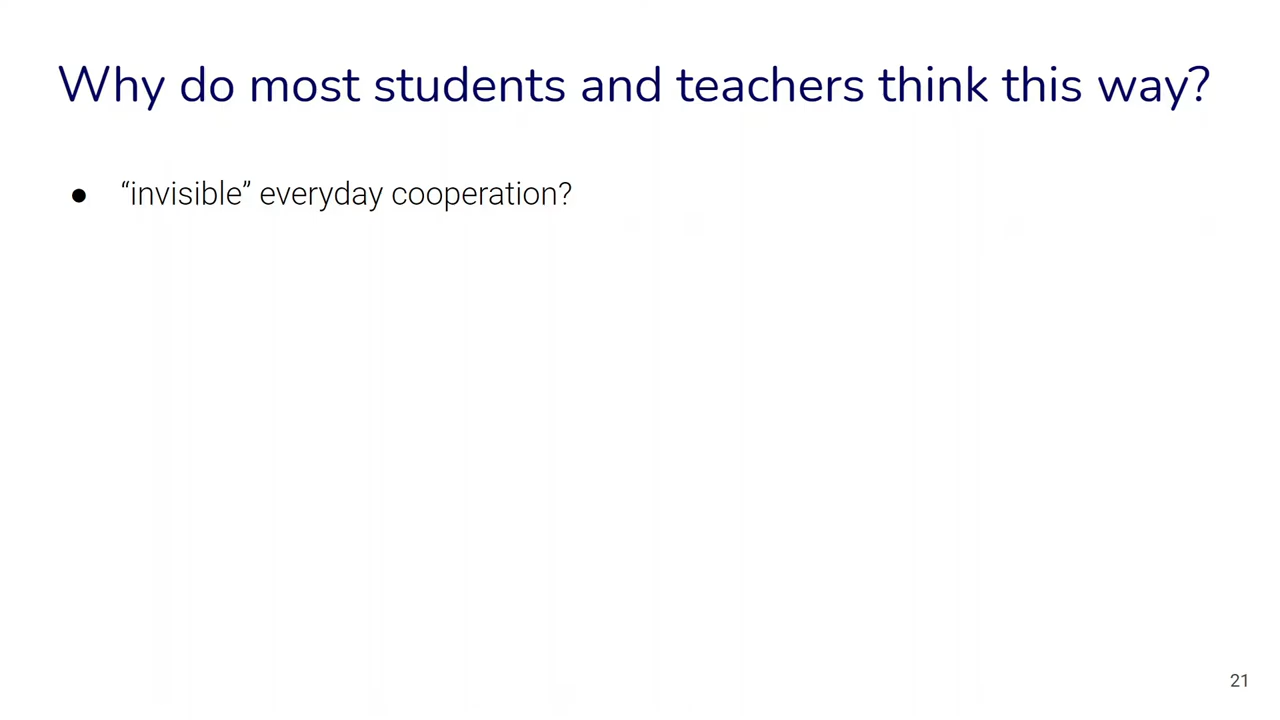 Why do most students and teachers think this way?
● “invisible” everyday cooperation?
21